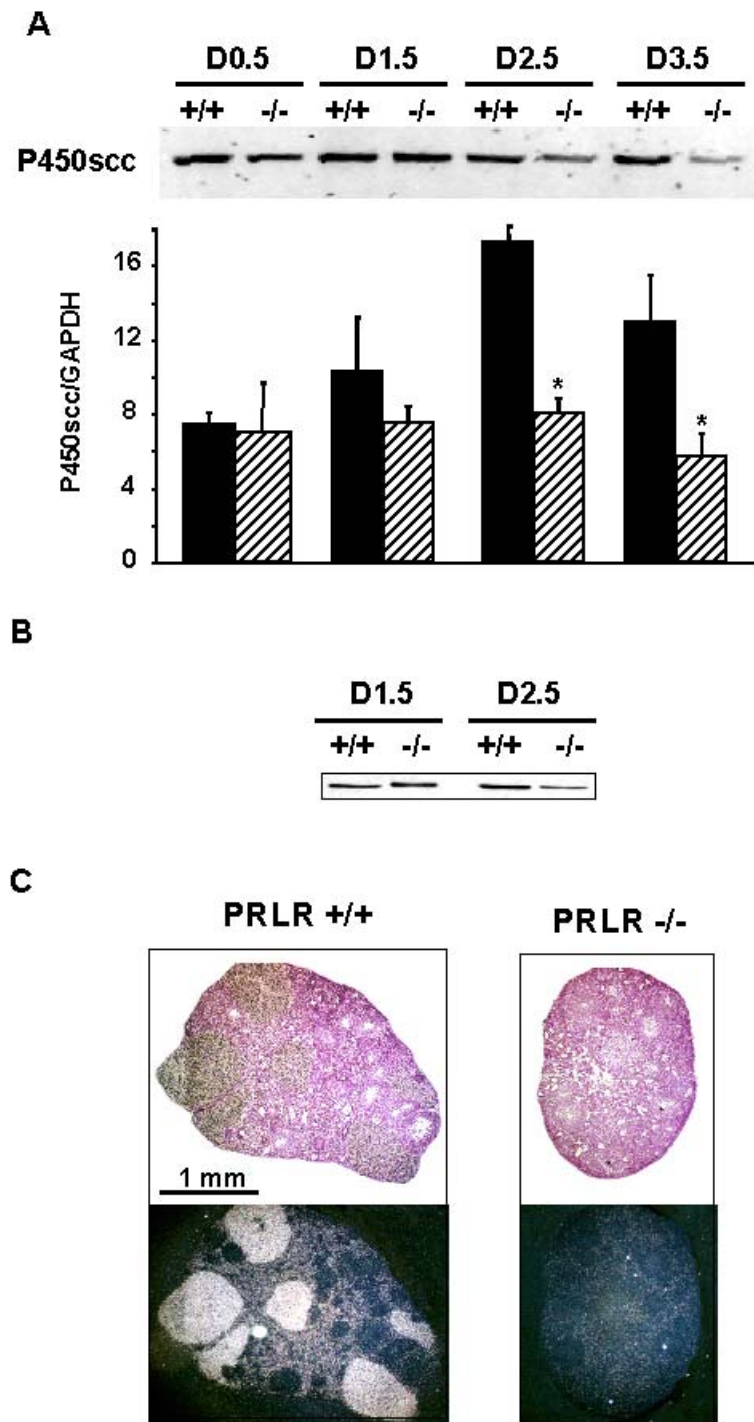 A
D0.5 D1.5 D2.5 D3.5
+/+ -/- +/+ -/- +/+ -/- +/+ -/-
P450scc
16
12
8
4
0
P450scc/GAPDH
*
*
B
D1.5 D2.5
+/+ -/- +/+ -/-
C
PRLR +/+ PRLR -/-
1 mm